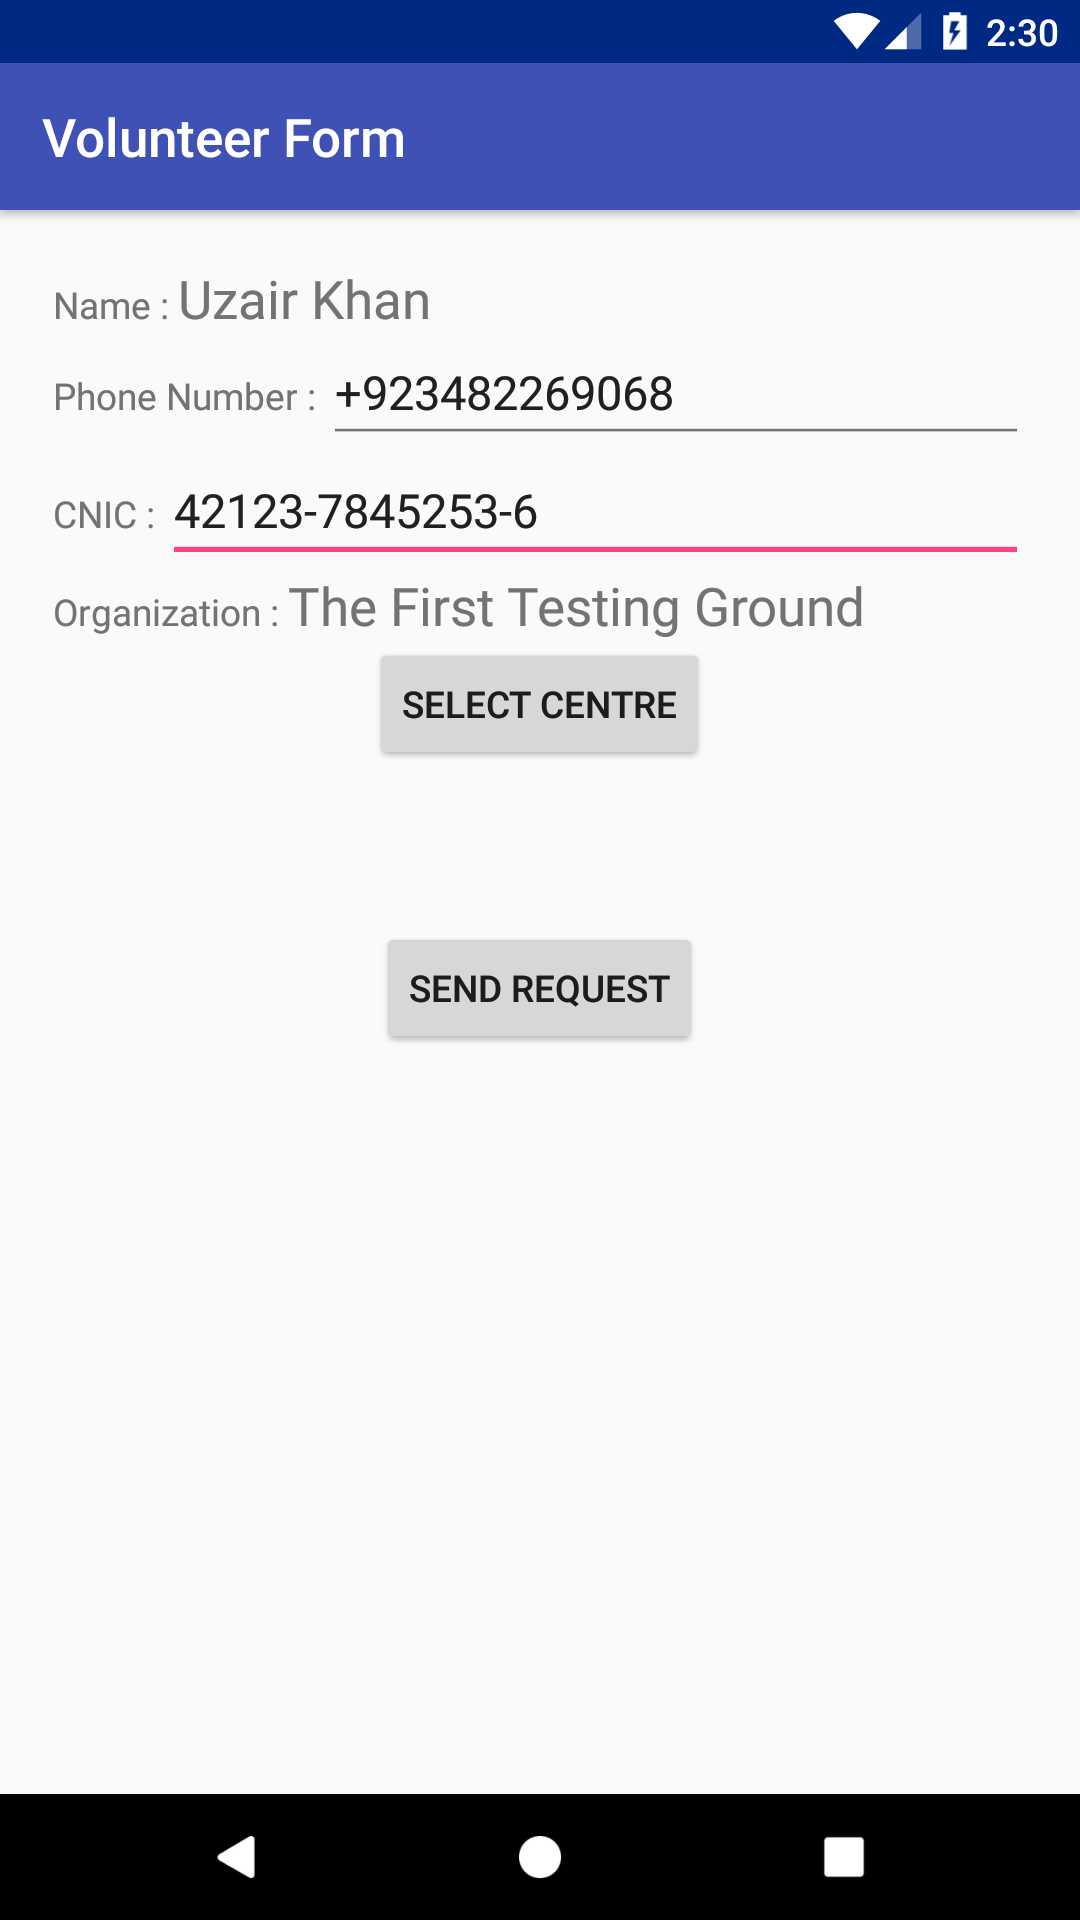 2:30
Volunteer Form
Name : Uzair Khan
Phone Number : +923482269068
CNIC : 42123-7845253-6
Organization : The First Testing Ground
SELECT CENTRE
SEND REQUEST